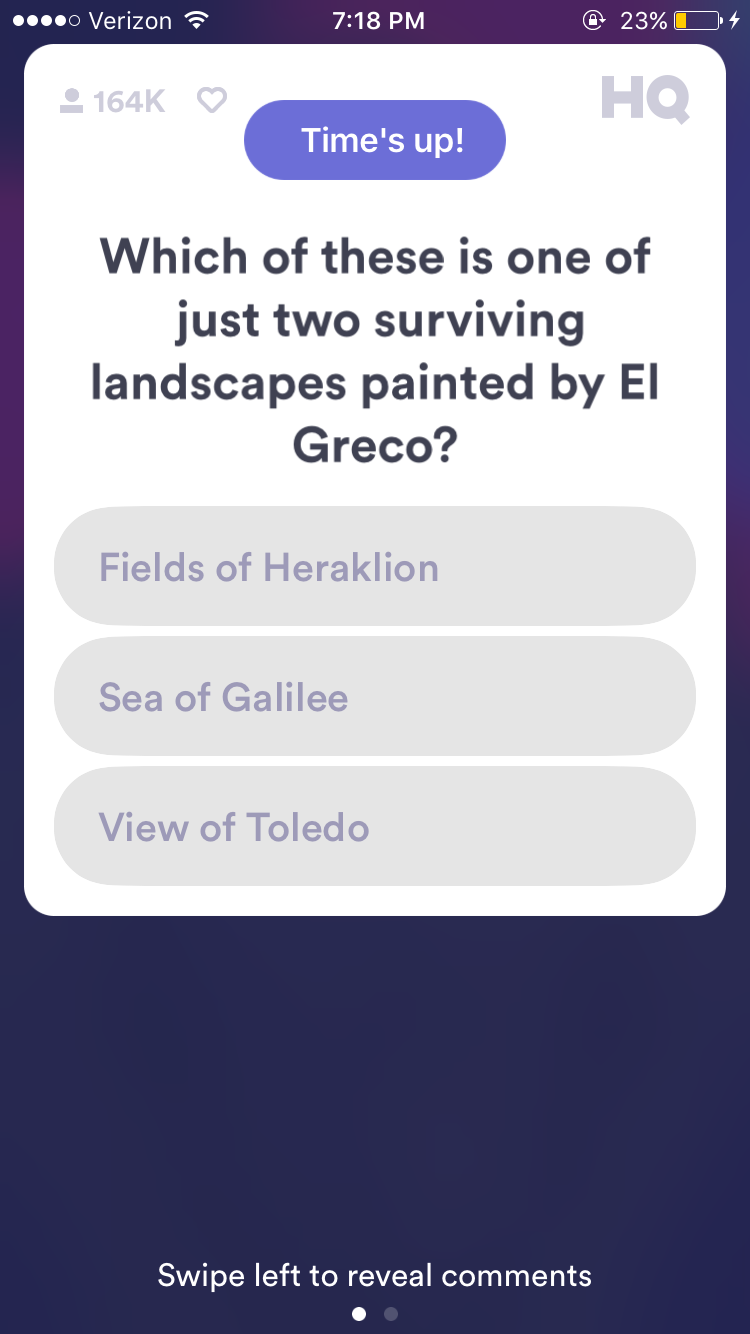 Verizon 7:18 PM 23%
164K HQ
Time's up!
Which of these is one of
just two surviving
landscapes painted by El
Greco?
Fields of Heraklion
Sea of Galilee
View of Toledo
Swipe left to reveal comments